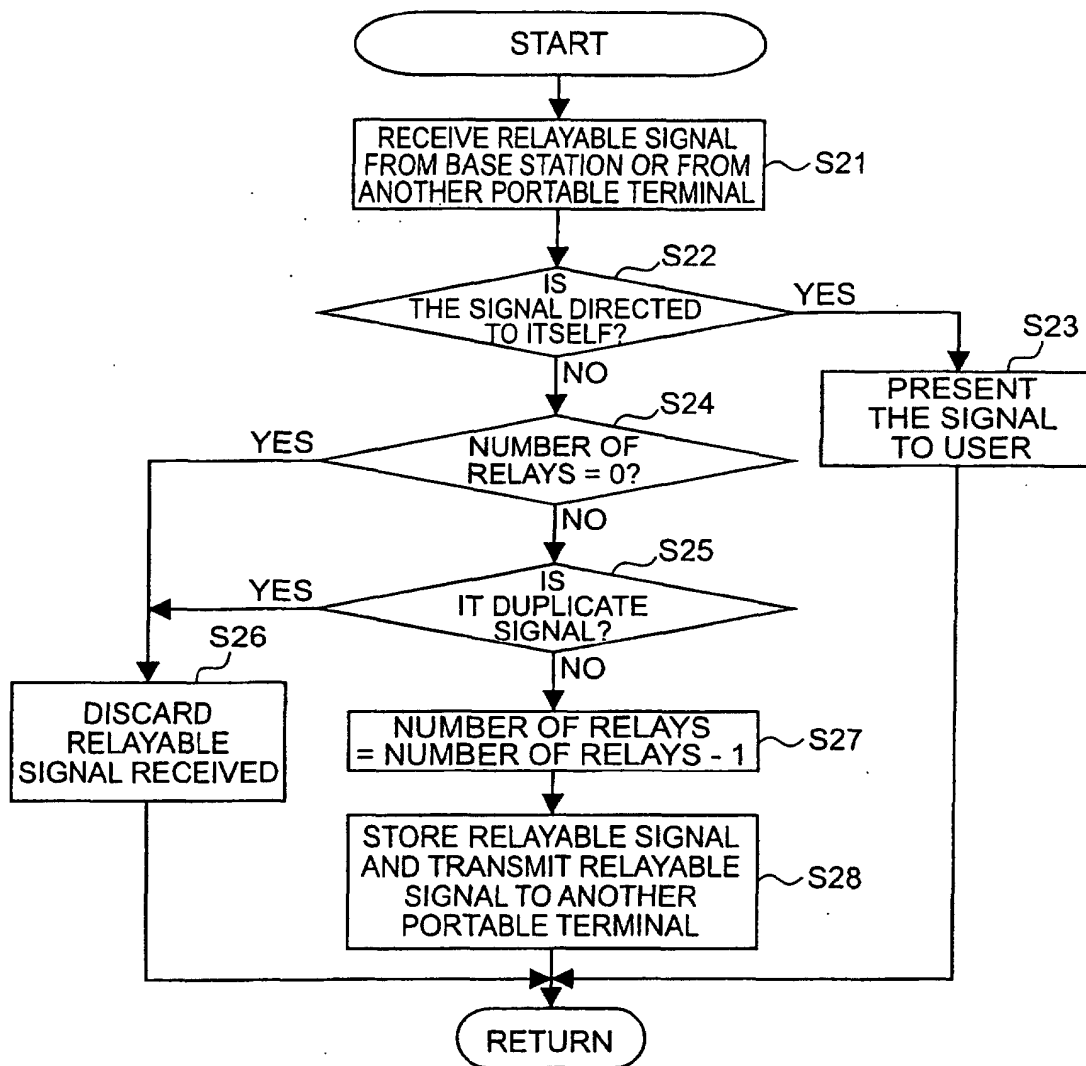 START
RECEIVE RELAYABLE SIGNAL
FROM BASE STATION OR FROM
ANOTHER PORTABLE TERMINAL
S21
S22
IS
THE SIGNAL DIRECTED
TO ITSELF?
YES
NO
S23
PRESENT
THE SIGNAL
TO USER
S24
YES
NUMBER OF
RELAYS = 0?
NO
S25
YES
IS
IT DUPLICATE
SIGNAL?
NO
S26
DISCARD
RELAYABLE
SIGNAL RECEIVED
NUMBER OF RELAYS
= NUMBER OF RELAYS - 1
S27
STORE RELAYABLE SIGNAL
AND TRANSMIT RELAYABLE
SIGNAL TO ANOTHER
PORTABLE TERMINAL
S28
RETURN